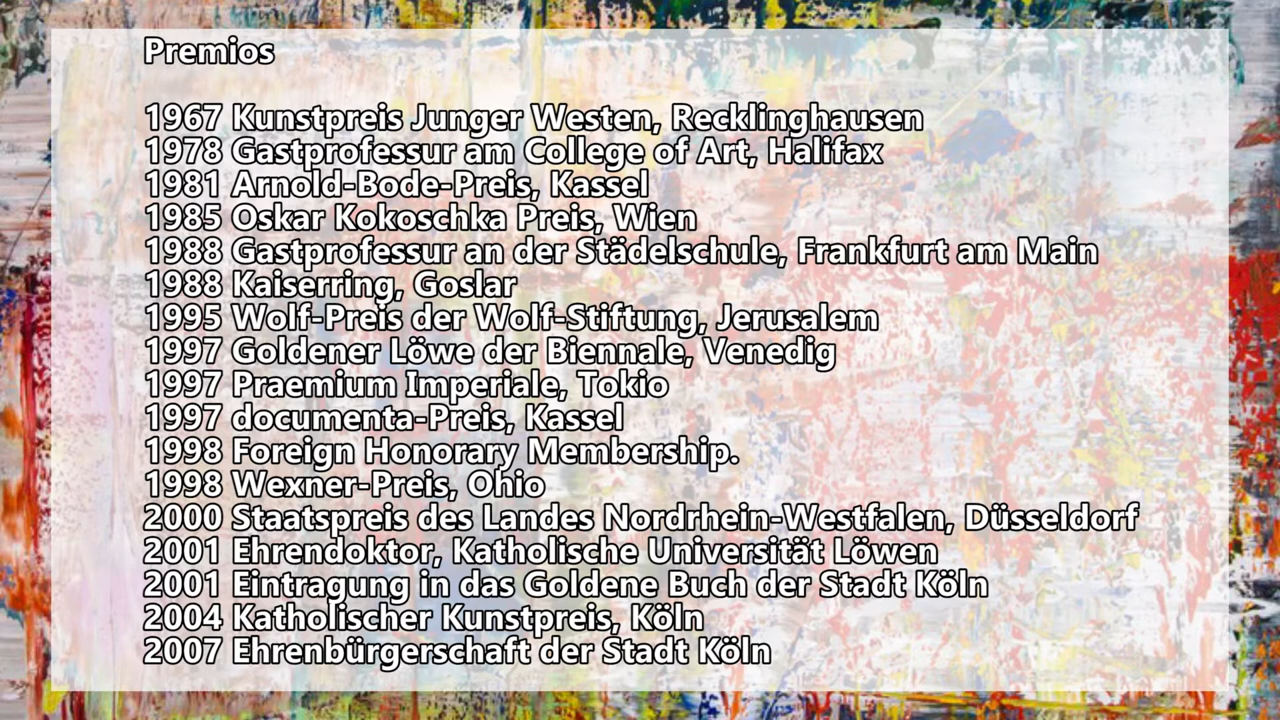 Premios
1967 Kunstpreis Junger Westen, Recklinghausen
1978 Gastprofessur am College of Art, Halifax
1981 Arnold-Bode-Preis, Kassel
1985 Oskar Kokoschka Preis, Wien
1988 Gastprofessur an der Städelschule, Frankfurt am Main
1988 Kaiserring, Goslar
1995 Wolf-Preis der Wolf-Stiftung, Jerusalem
1997 Goldener Löwe der Biennale, Venedig
1997 Praemium Imperiale, Tokio
1997 documenta-Preis, Kassel
1998 Foreign Honorary Membership.
1998 Wexner-Preis, Ohio
2000 Staatspreis des Landes Nordrhein-Westfalen, Düsseldorf
2001 Ehrendoktor, Katholische Universität Löwen
2001 Eintragung in das Goldene Buch der Stadt Köln
2004 Katholischer Kunstpreis, Köln
2007 Ehrenbürgerschaft der Stadt Köln